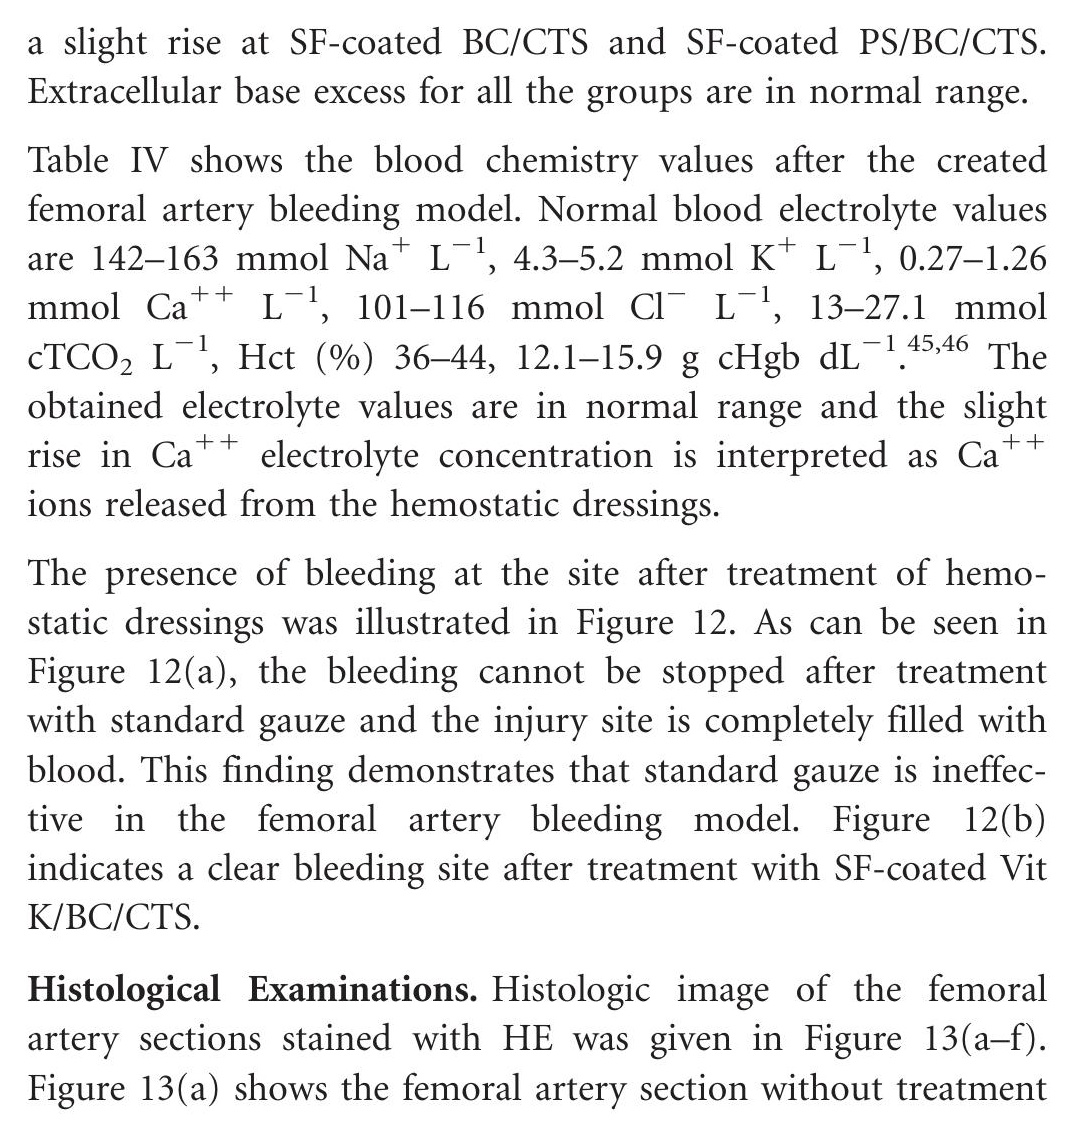 a slight rise at SF-coated BC/CTS and SF-coated PS/BC/CTS.
Extracellular base excess for all the groups are in normal range.
Table IV shows the blood chemistry values after the created
femoral artery bleeding model. Normal blood electrolyte values
are 142–163 mmol Na⁺ L⁻¹, 4.3–5.2 mmol K⁺ L⁻¹, 0.27–1.26
mmol Ca⁺⁺ L⁻¹, 101–116 mmol Cl⁻ L⁻¹, 13–27.1 mmol
cTCO₂ L⁻¹, Hct (%) 36–44, 12.1–15.9 g cHgb dL⁻¹.⁴⁵,⁴⁶ The
obtained electrolyte values are in normal range and the slight
rise in Ca⁺⁺ electrolyte concentration is interpreted as Ca⁺⁺
ions released from the hemostatic dressings.
The presence of bleeding at the site after treatment of hemo-
static dressings was illustrated in Figure 12. As can be seen in
Figure 12(a), the bleeding cannot be stopped after treatment
with standard gauze and the injury site is completely filled with
blood. This finding demonstrates that standard gauze is ineffec-
tive in the femoral artery bleeding model. Figure 12(b)
indicates a clear bleeding site after treatment with SF-coated Vit
K/BC/CTS.
Histological Examinations. Histologic image of the femoral
artery sections stained with HE was given in Figure 13(a–f).
Figure 13(a) shows the femoral artery section without treatment